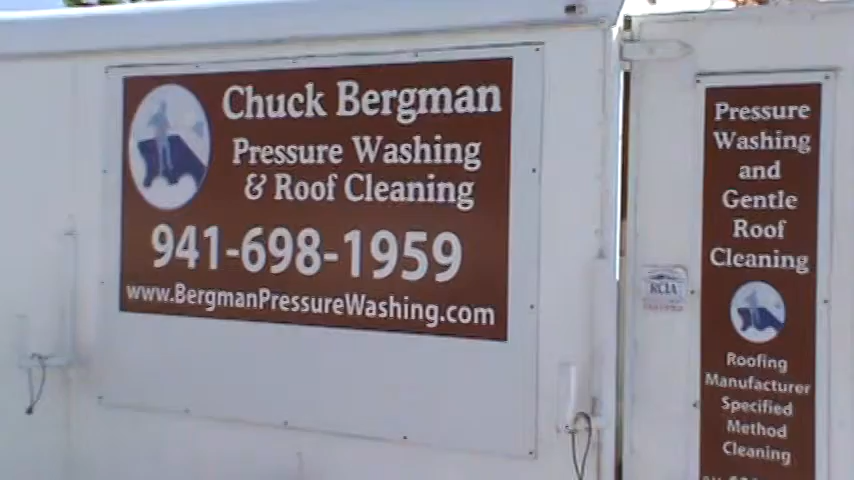 Chuck Bergman
Pressure Washing
& Roof Cleaning
941-698-1959
www.BergmanPressureWashing.com
RCIA
Pressure
Washing
and
Gentle
Roof
Cleaning
Roofing
Manufacturer
Specified
Method
Cleaning